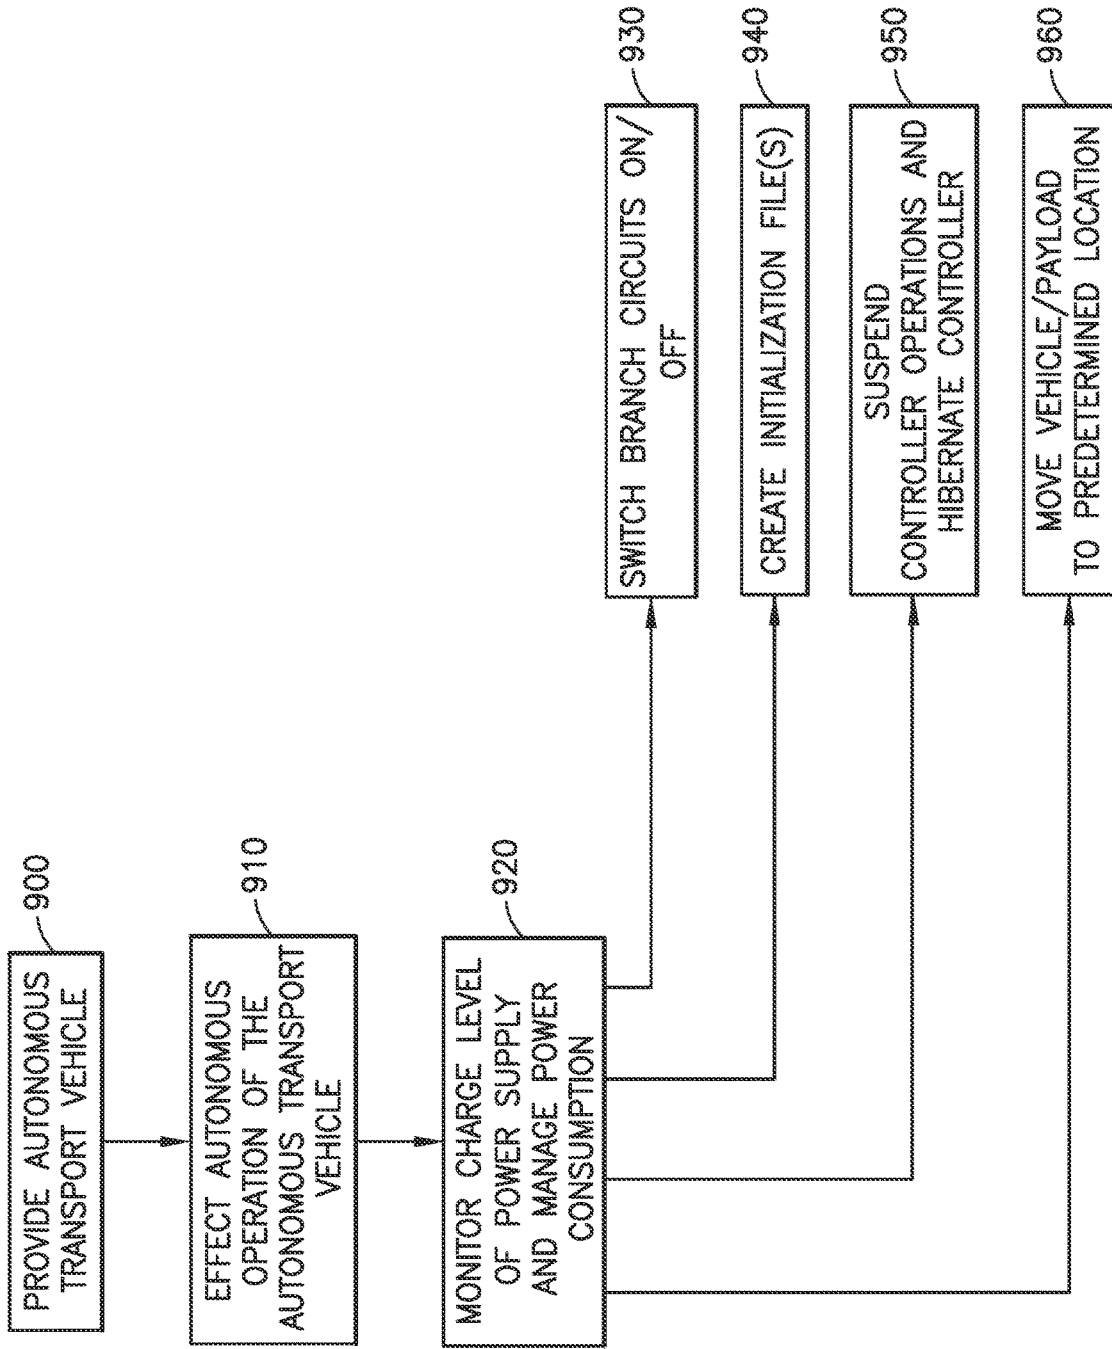 PROVIDE AUTONOMOUS
TRANSPORT VEHICLE
900
EFFECT AUTONOMOUS
OPERATION OF THE
AUTONOMOUS TRANSPORT
VEHICLE
910
MONITOR CHARGE LEVEL
OF POWER SUPPLY
AND MANAGE POWER
CONSUMPTION
920
SWITCH BRANCH CIRCUITS ON/
OFF
930
CREATE INITIALIZATION FILE(S)
940
SUSPEND
CONTROLLER OPERATIONS AND
HIBERNATE CONTROLLER
950
MOVE VEHICLE/PAYLOAD
TO PREDETERMINED LOCATION
960